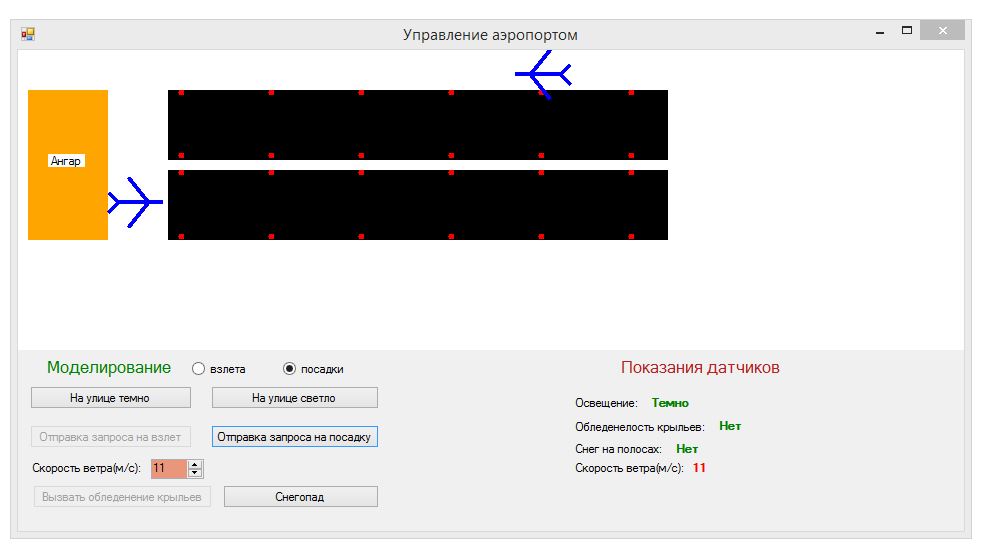 Управление аэропортом
Ангар
Моделирование
взлета
посадки
Показания датчиков
На улице темно
На улице светло
Освещение: Темно
Отправка запроса на взлет
Отправка запроса на посадку
Обледенелость крыльев: Нет
Снег на полосах: Нет
Скорость ветра(м/с): 11
Скорость ветра(м/с): 11
Вызвать обледенение крыльев
Снегопад